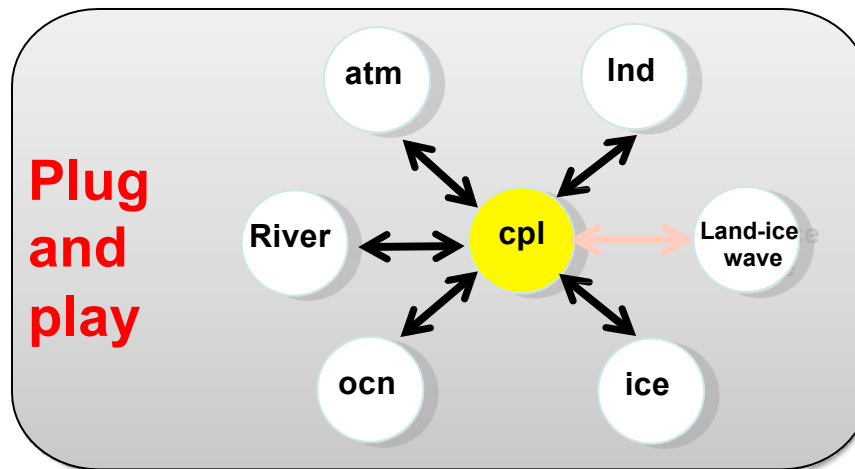 Plug
and
play
atm
lnd
River
cpl
Land-ice
wave
ocn
ice